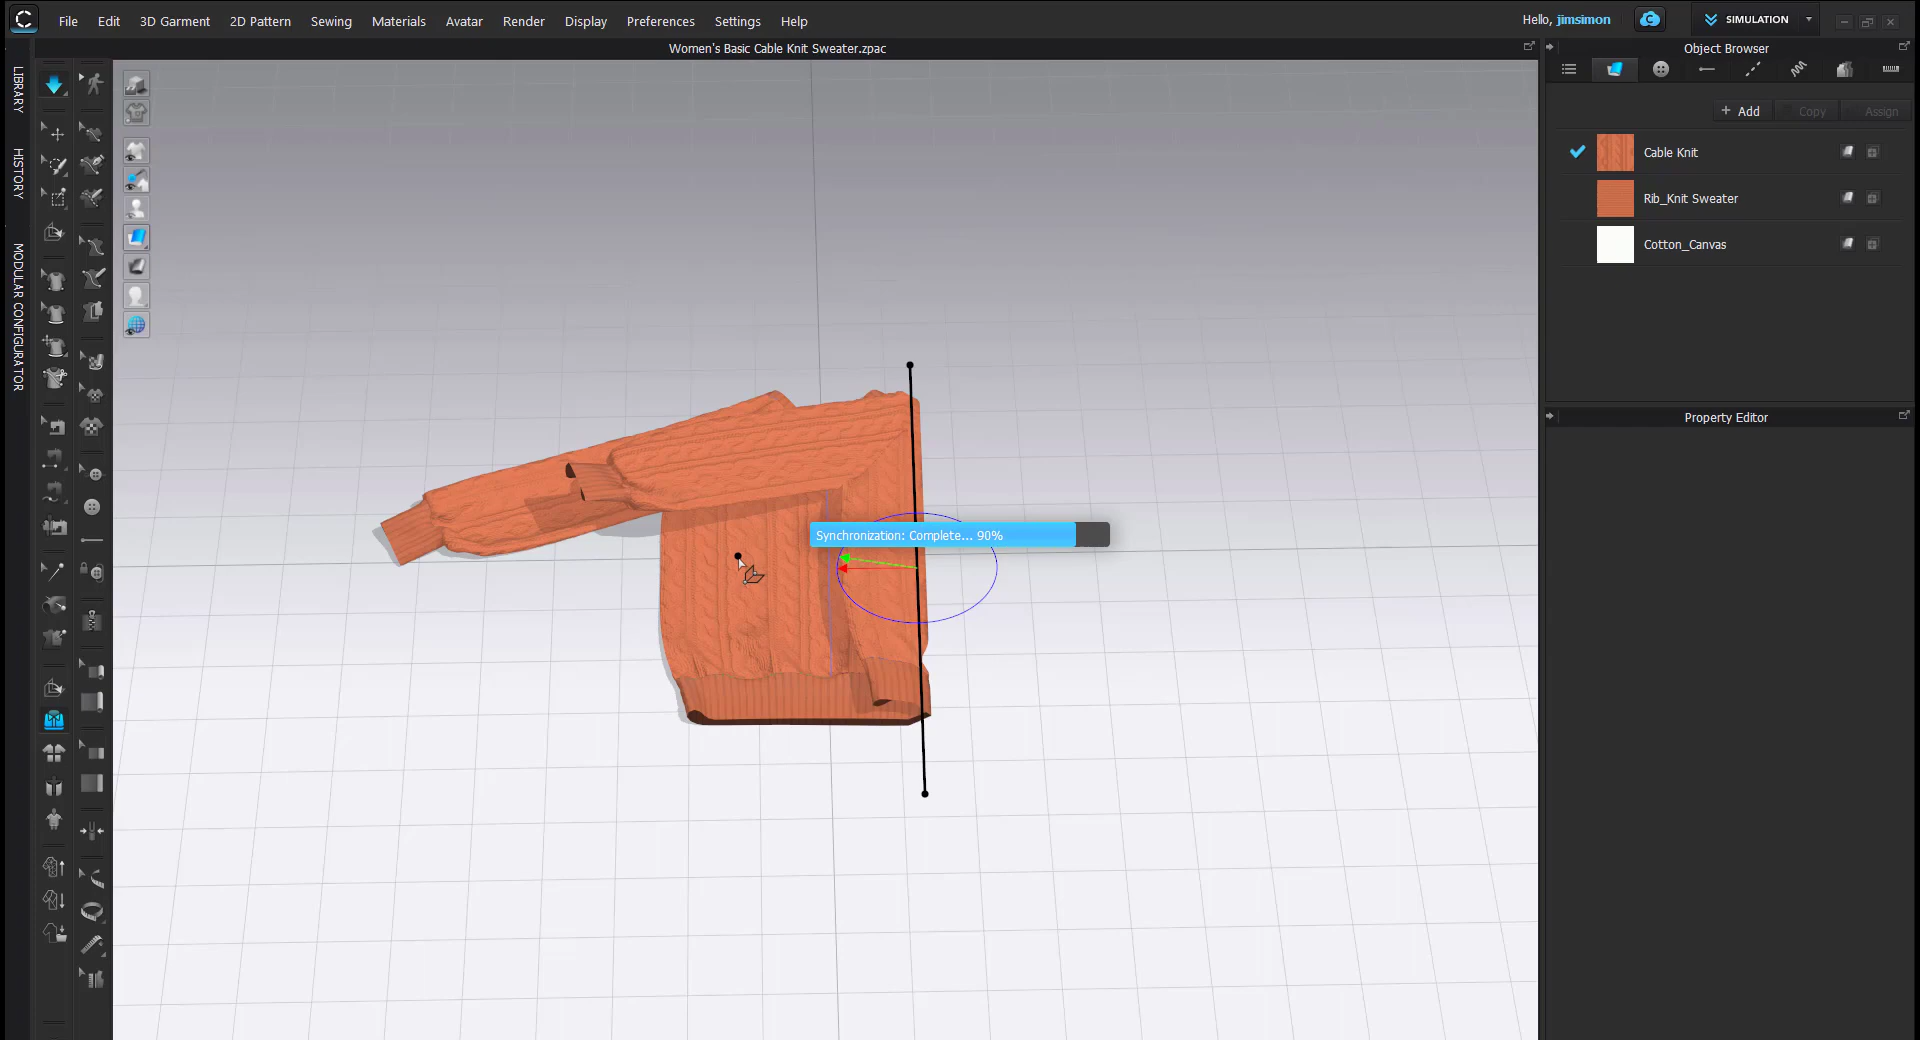 File Edit 3D Garment 2D Pattern Sewing Materials Avatar Render Display Preferences Settings Help
Hello, jimsimon
SIMULATION
Women's Basic Cable Knit Sweater.zpac
Object Browser
LIBRARY
HISTORY
MODULAR CONFIGURATOR
+ Add Copy Assign
Cable Knit
Rib_Knit Sweater
Cotton_Canvas
Property Editor
Synchronization: Complete... 90%